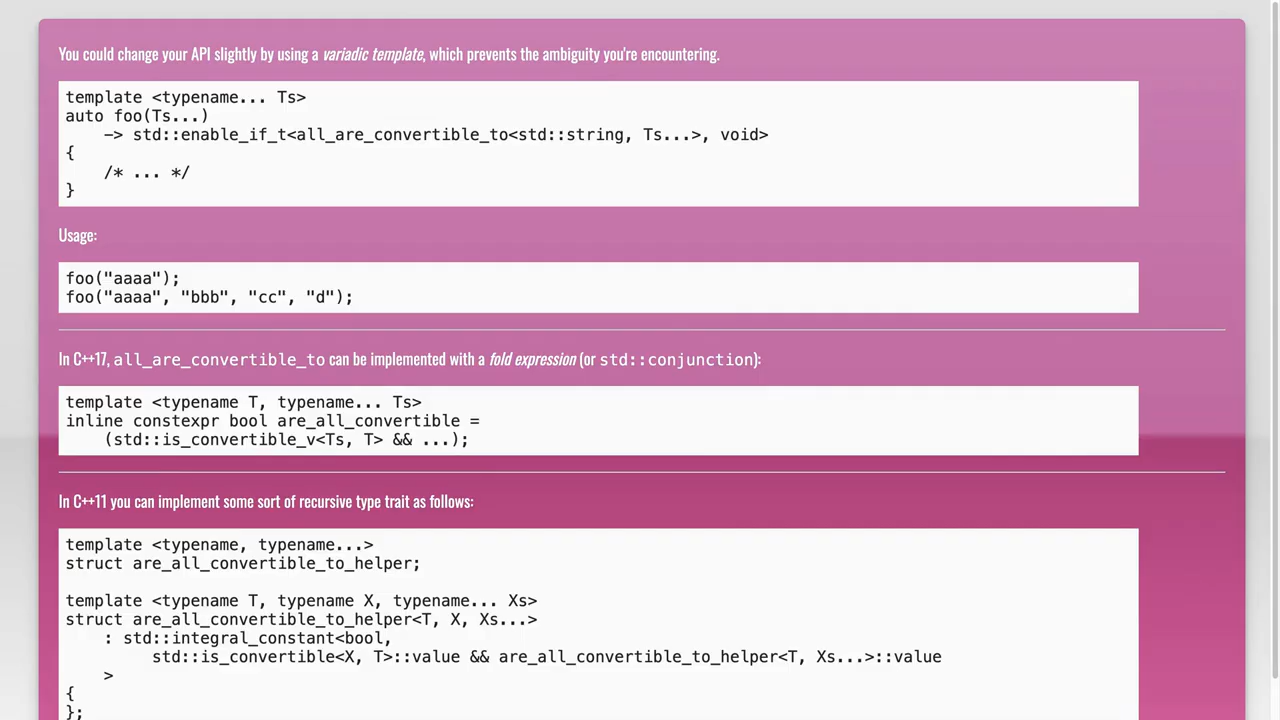 You could change your API slightly by using a variadic template, which prevents the ambiguity you're encountering.
template <typename... Ts>
auto foo(Ts...)
    -> std::enable_if_t<all_are_convertible_to<std::string, Ts...>, void>
{
    /* ... */
}
Usage:
foo("aaaa");
foo("aaaa", "bbb", "cc", "d");
In C++17, all_are_convertible_to can be implemented with a fold expression (or std::conjunction):
template <typename T, typename... Ts>
inline constexpr bool are_all_convertible =
    (std::is_convertible_v<Ts, T> && ...);
In C++11 you can implement some sort of recursive type trait as follows:
template <typename, typename...>
struct are_all_convertible_to_helper;
template <typename T, typename X, typename... Xs>
struct are_all_convertible_to_helper<T, X, Xs...>
    : std::integral_constant<bool,
         std::is_convertible<X, T>::value && are_all_convertible_to_helper<T, Xs...>::value
    >
{
};